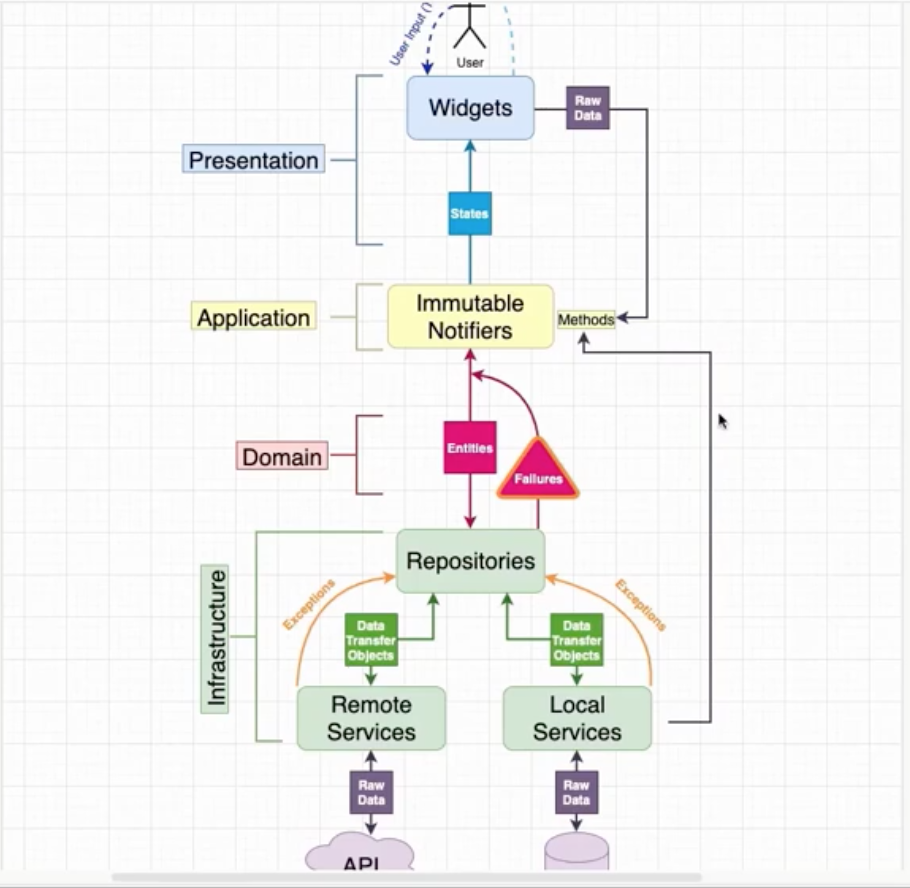 User Input ()
User
Widgets
Raw
Data
Presentation
States
Application
Immutable
Notifiers
Methods
Domain
Entities
Failures
Infrastructure
Repositories
Exceptions
Exceptions
Data
Transfer
Objects
Data
Transfer
Objects
Remote
Services
Local
Services
Raw
Data
Raw
Data
API